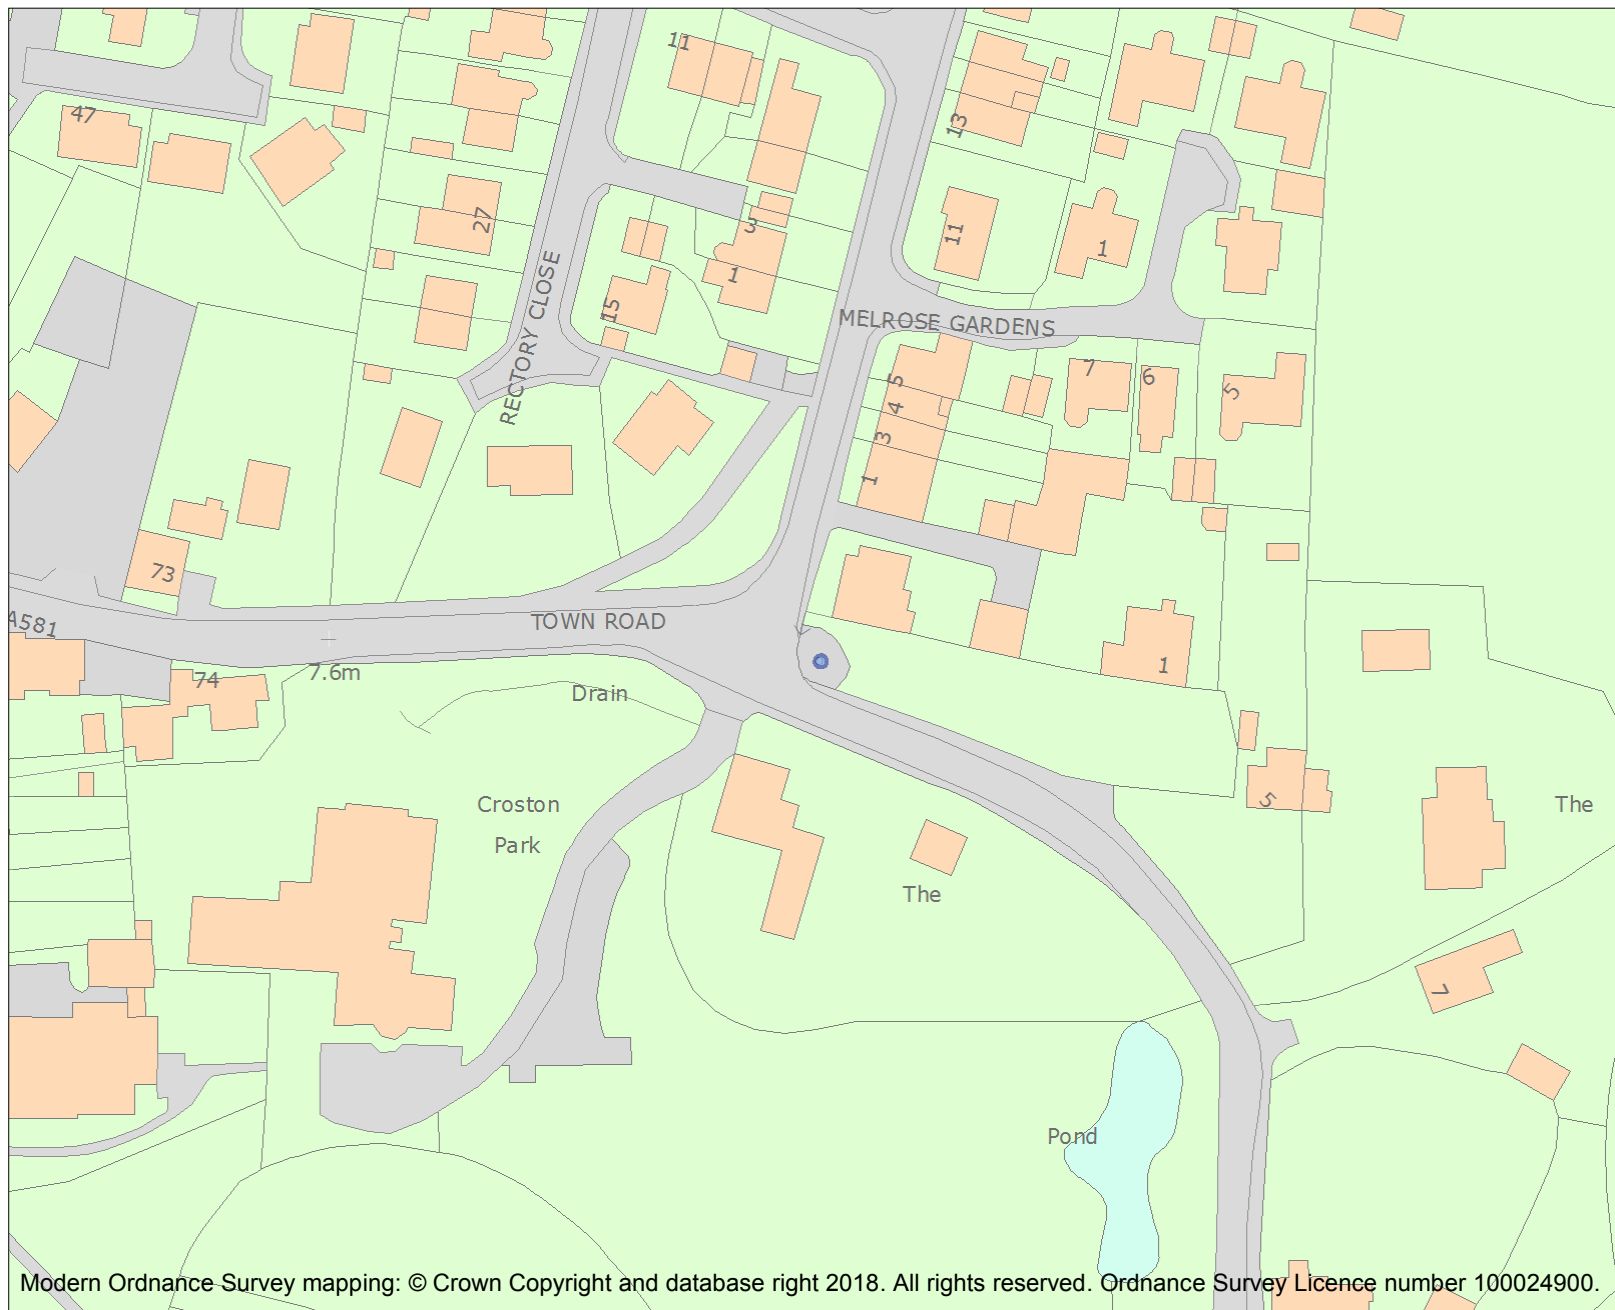 11
47
13
27
3
11
1
1
15
RECTORY CLOSE
MELROSE GARDENS
5
4
3
1
7
6
5
73
A581
TOWN ROAD
7.6m
74
Drain
1
Croston
Park
5
The
The
7
Pond
Modern Ordnance Survey mapping: © Crown Copyright and database right 2018. All rights reserved. Ordnance Survey Licence number 100024900.